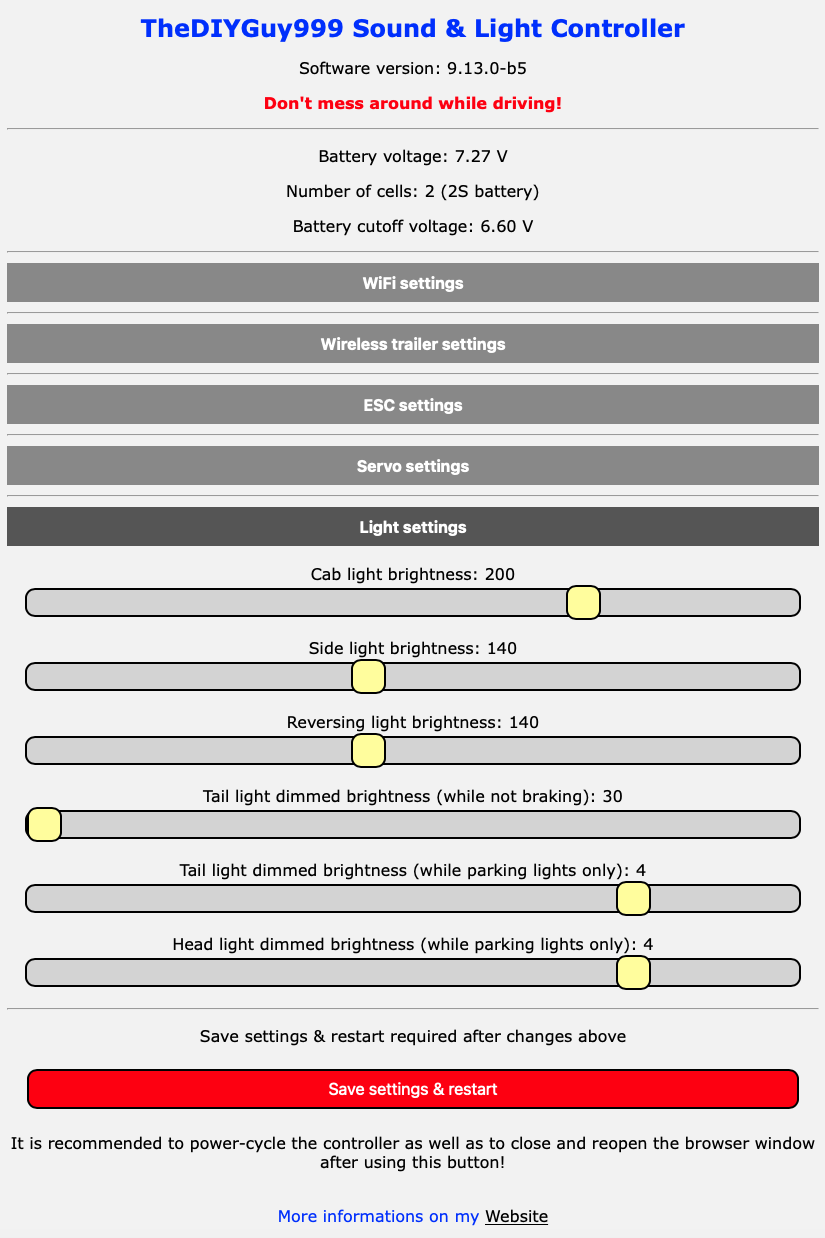 TheDIYGuy999 Sound & Light Controller
Software version: 9.13.0-b5
Don't mess around while driving!
Battery voltage: 7.27 V
Number of cells: 2 (2S battery)
Battery cutoff voltage: 6.60 V
WiFi settings
Wireless trailer settings
ESC settings
Servo settings
Light settings
Cab light brightness: 200
Side light brightness: 140
Reversing light brightness: 140
Tail light dimmed brightness (while not braking): 30
Tail light dimmed brightness (while parking lights only): 4
Head light dimmed brightness (while parking lights only): 4
Save settings & restart required after changes above
Save settings & restart
It is recommended to power-cycle the controller as well as to close and reopen the browser window
after using this button!
More informations on my Website